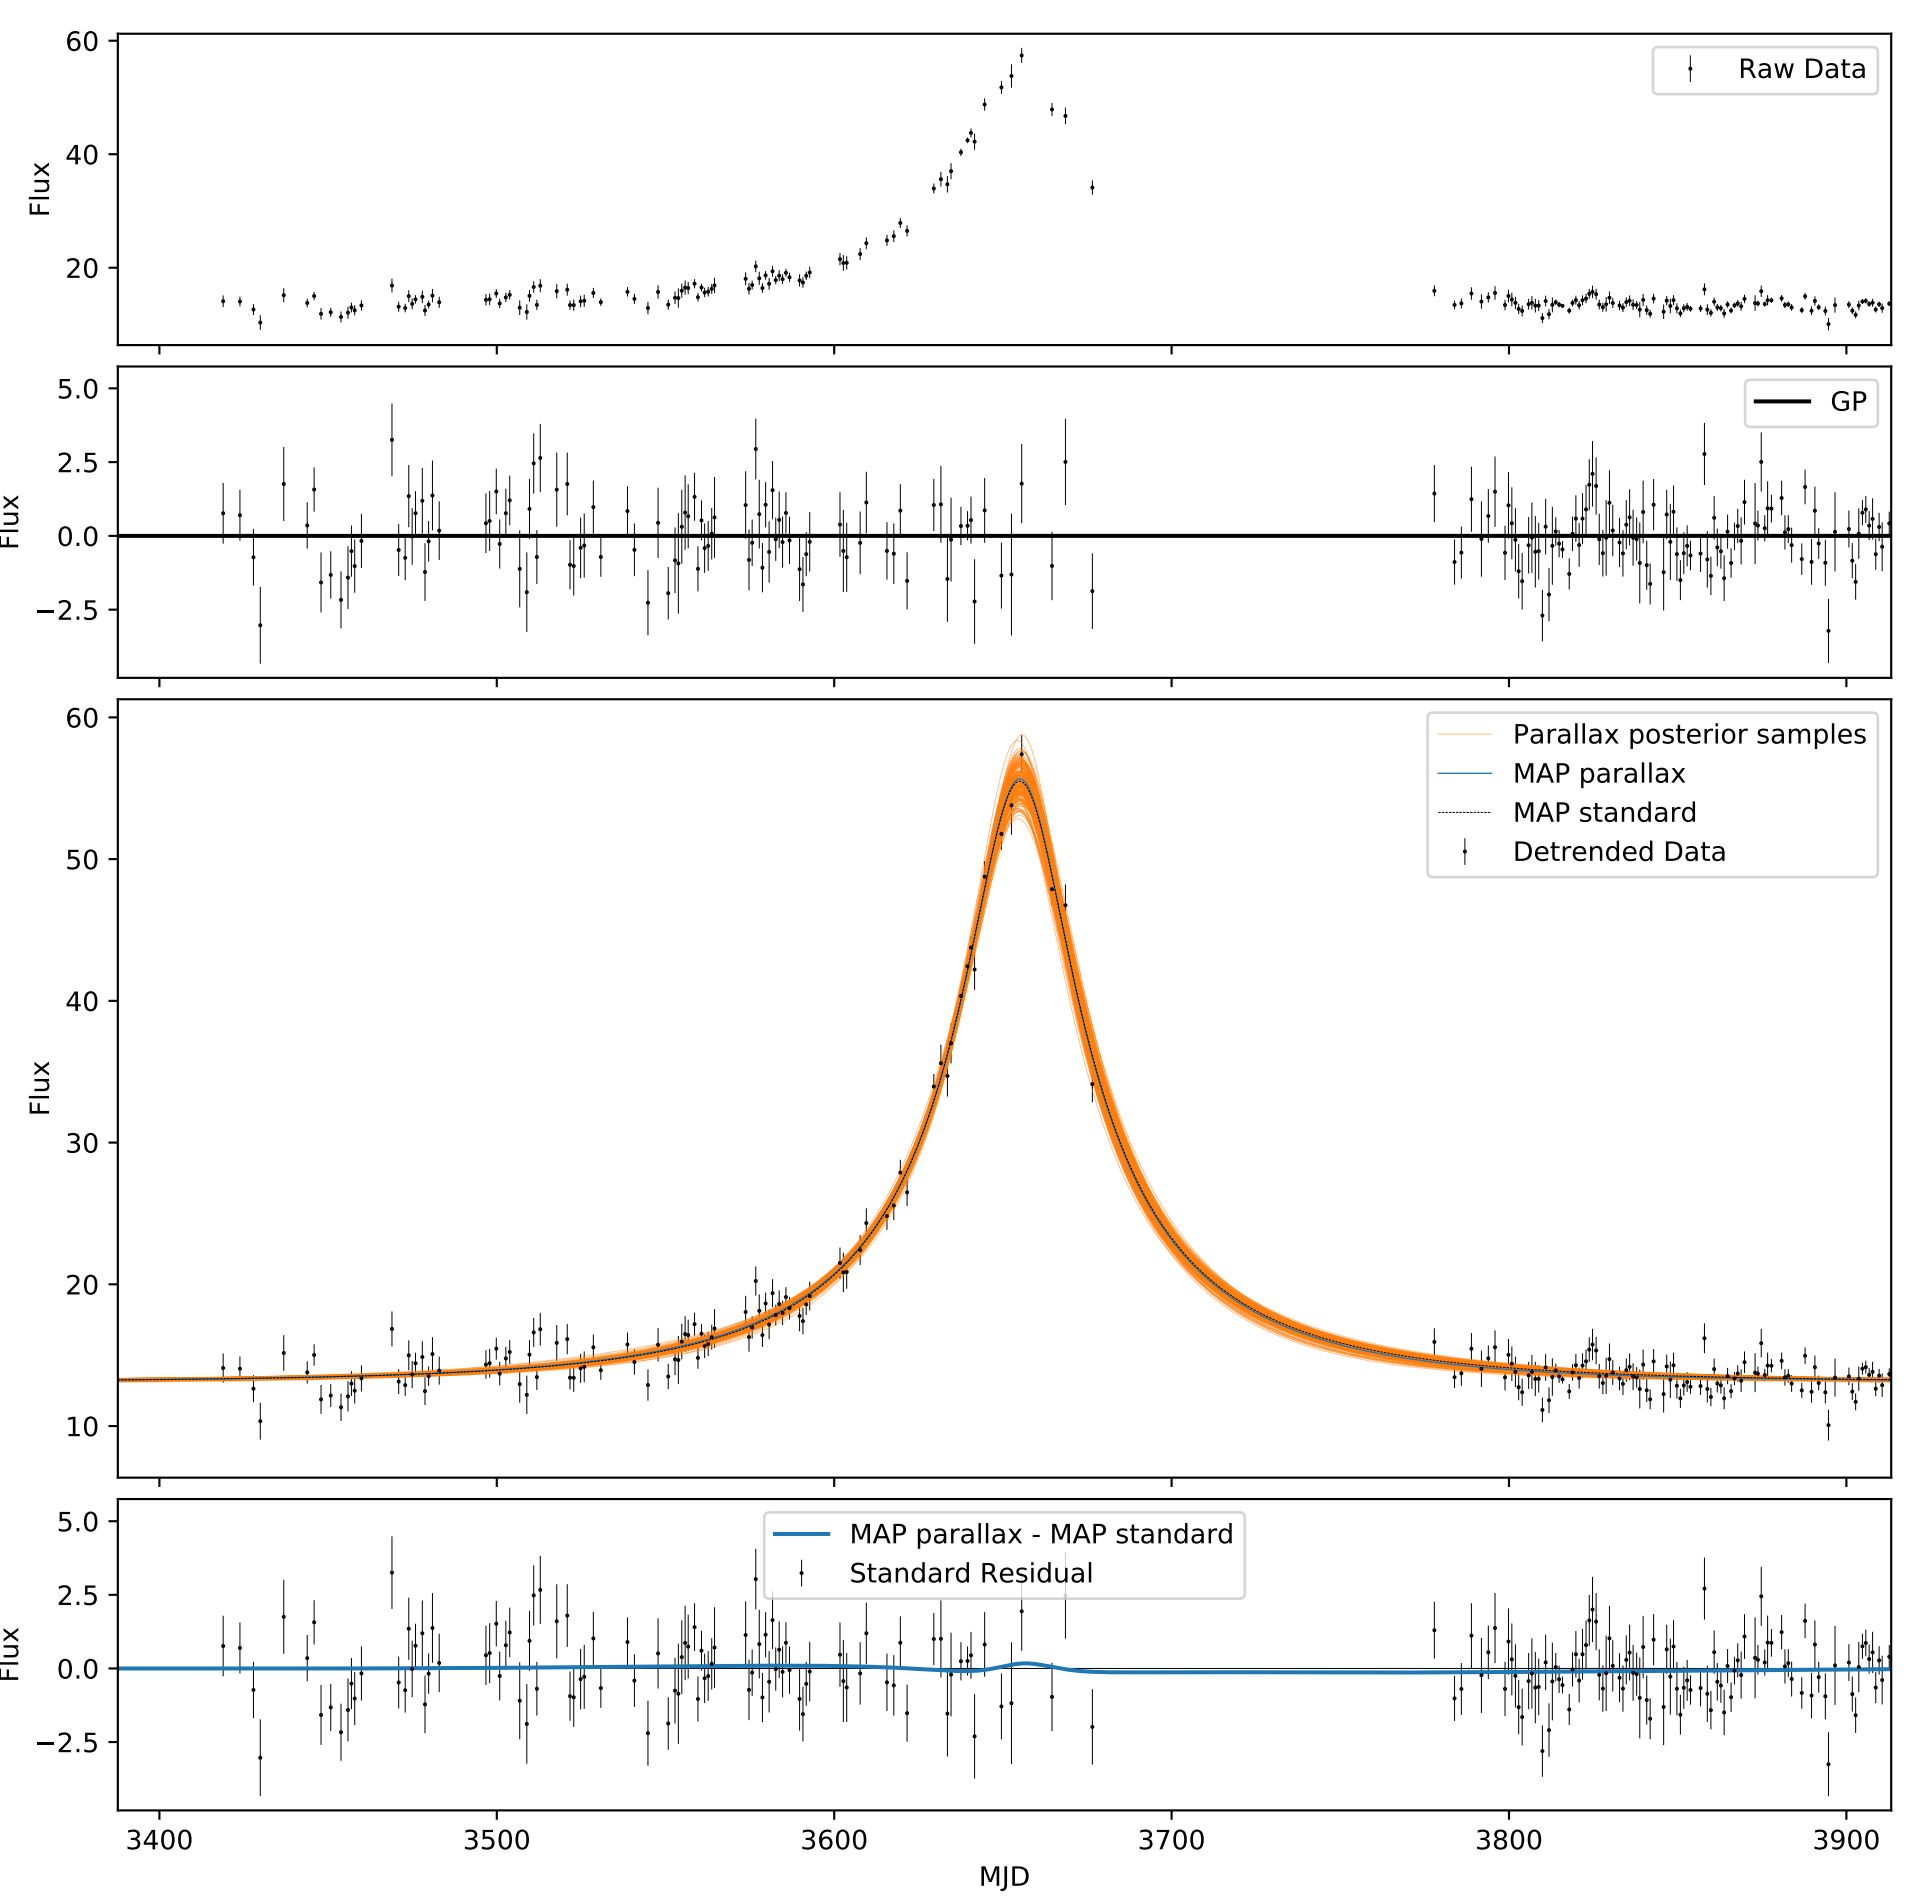 60
40
20
Flux
Raw Data
5.0
2.5
0.0
−2.5
Flux
GP
60
50
40
30
20
10
Flux
Parallax posterior samples
MAP parallax
MAP standard
Detrended Data
5.0
2.5
0.0
−2.5
Flux
MAP parallax - MAP standard
Standard Residual
3400
3500
3600
3700
3800
3900
MJD